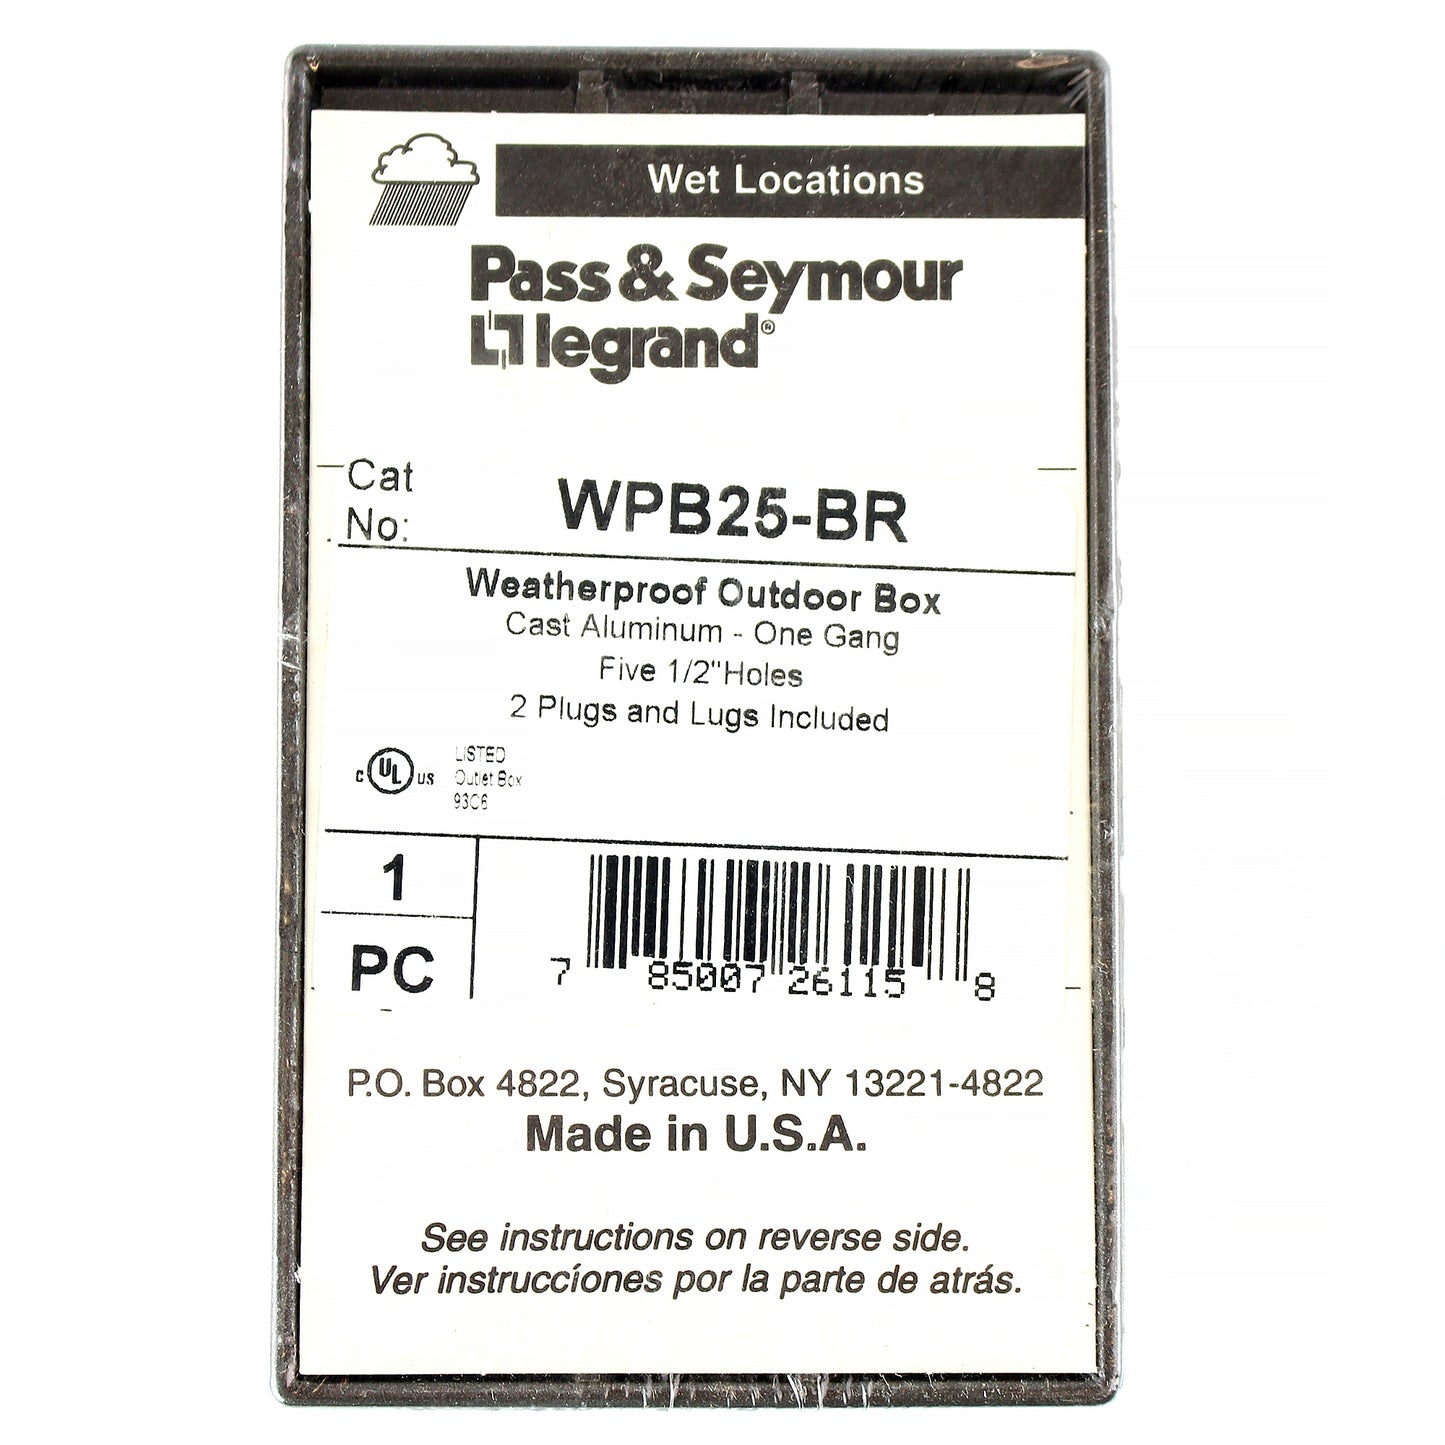 Wet Locations
Pass & Seymour
legrand®
Cat
No:
WPB25-BR
Weatherproof Outdoor Box
Cast Aluminum - One Gang
Five 1/2"Holes
2 Plugs and Lugs Included
C UL US
LISTED
Outlet Box
93C6
1
PC
7 85007 26115 8
P.O. Box 4822, Syracuse, NY 13221-4822
Made in U.S.A.
See instructions on reverse side.
Ver instruccíones por la parte de atrás.